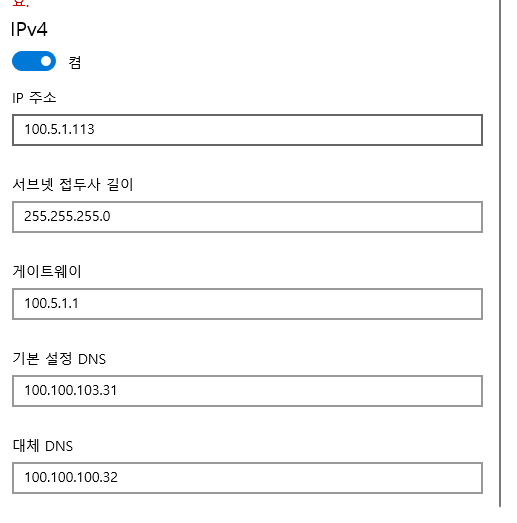 요.
IPv4
켬
IP 주소
100.5.1.113
서브넷 접두사 길이
255.255.255.0
게이트웨이
100.5.1.1
기본 설정 DNS
100.100.103.31
대체 DNS
100.100.100.32